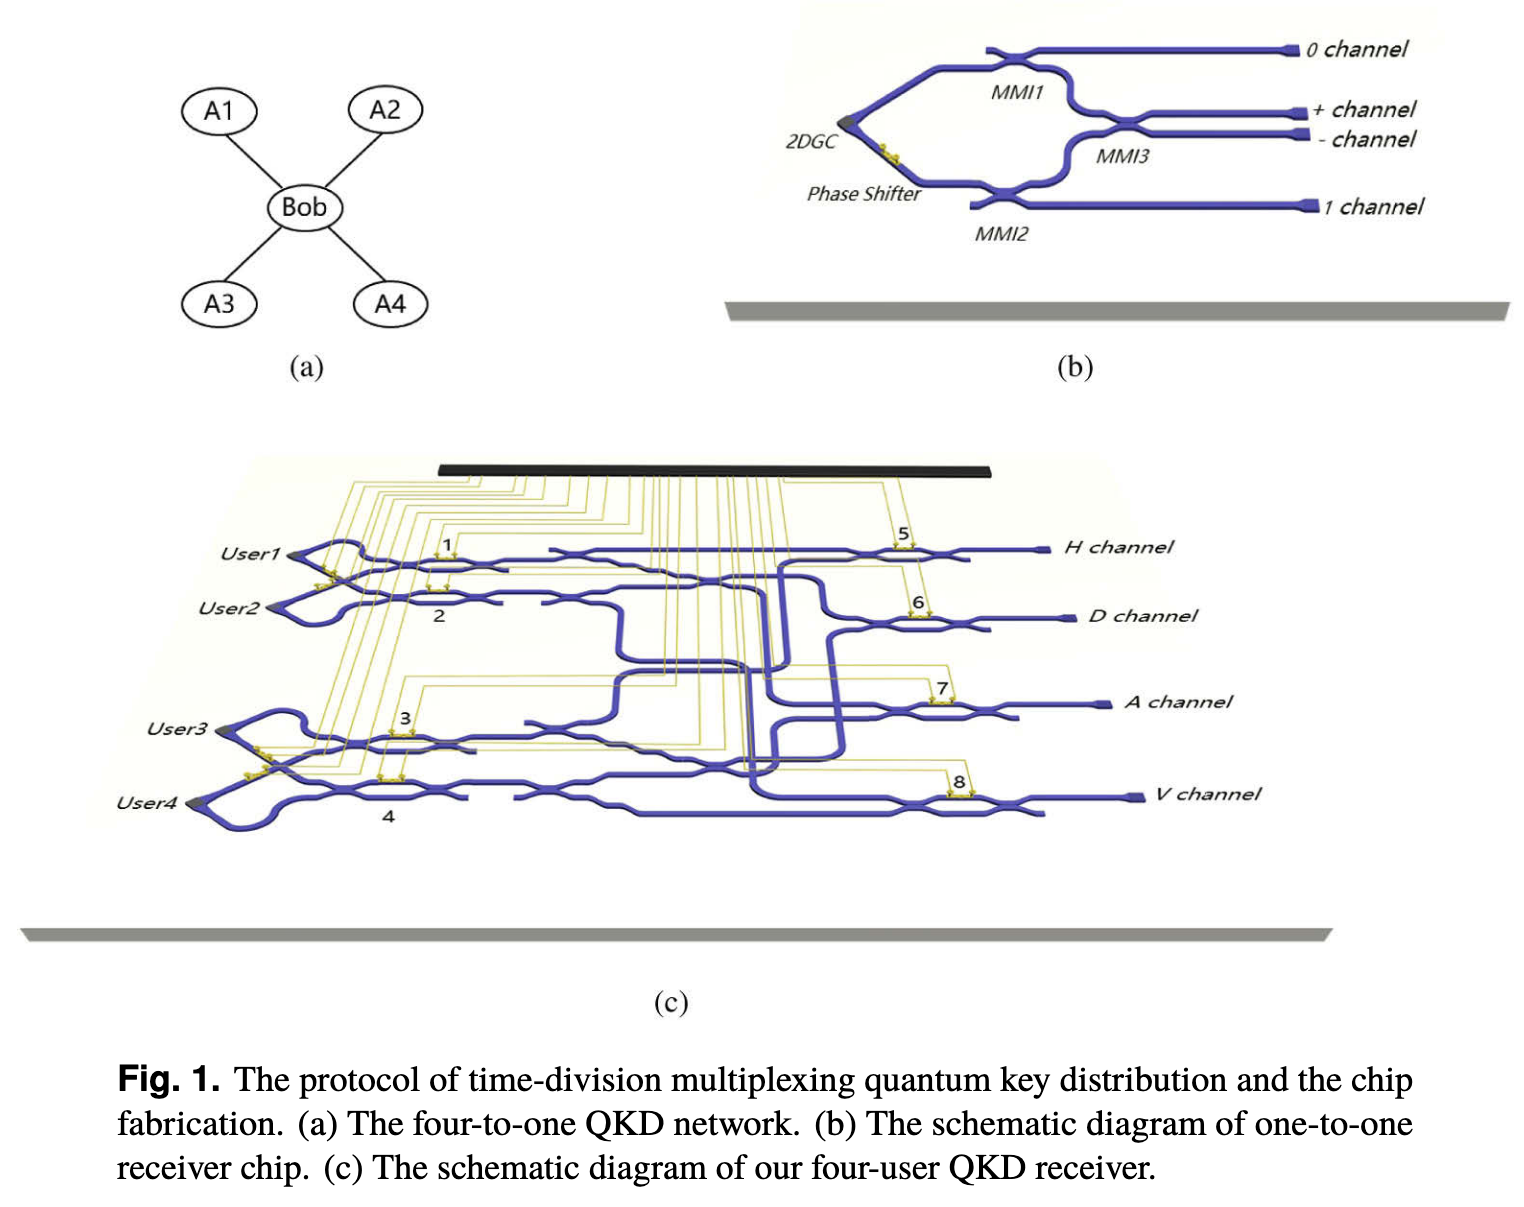 A1
A2
Bob
A3
A4
(a)
0 channel
MMI1
+ channel
- channel
2DGC
MMI3
Phase Shifter
1 channel
MMI2
(b)
User1
1
5
H channel
User2
2
6
D channel
User3
3
7
A channel
User4
4
8
V channel
(c)
Fig. 1. The protocol of time-division multiplexing quantum key distribution and the chip
fabrication. (a) The four-to-one QKD network. (b) The schematic diagram of one-to-one
receiver chip. (c) The schematic diagram of our four-user QKD receiver.